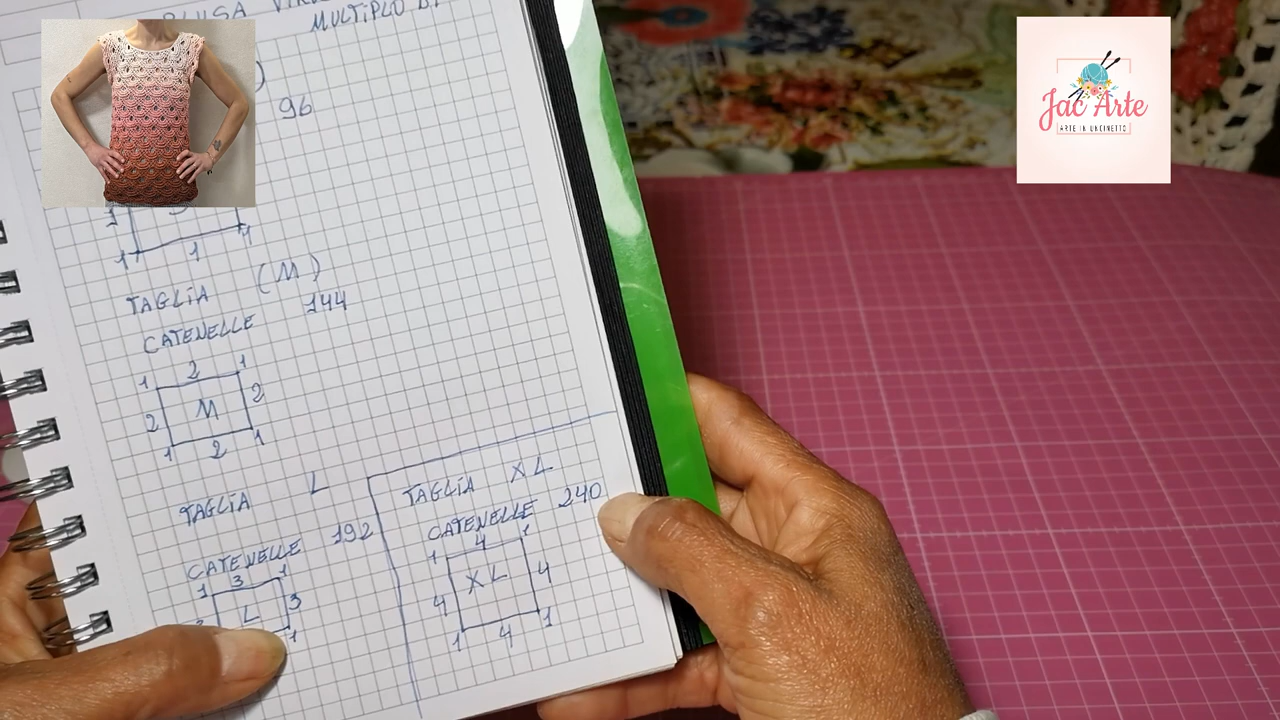 BLUSA
MULTIPLO DI
96
1
1
1
TAGLIA (M)
CATENELLE 144
1 2 1
2 M 2
1 2 1
TAGLIA L
CATENELLE 192
1 3 1
L 3
1
TAGLIA XL
CATENELLE 240
1 4 1
4 XL 4
1 4 1
Jac Arte
ARTE IN UNCINETTO